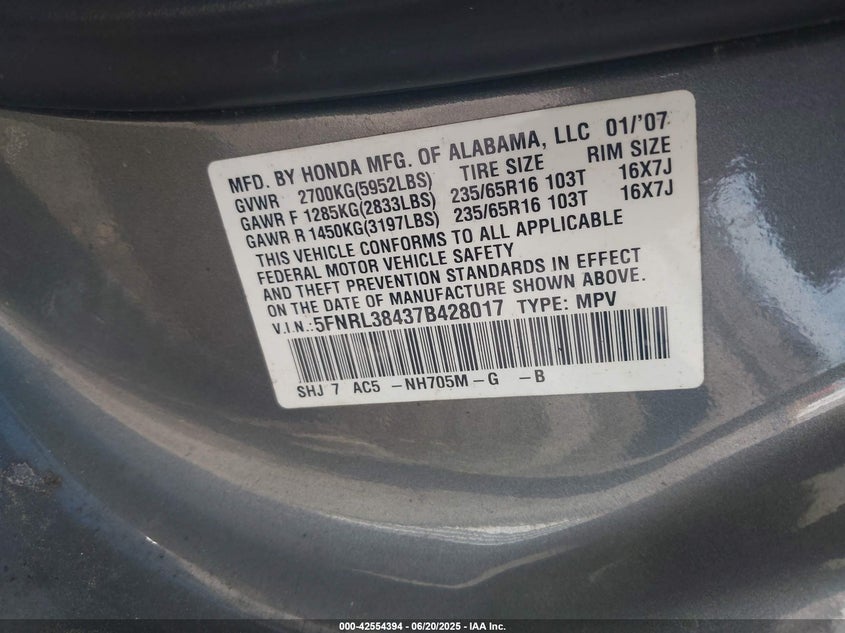 MFD. BY HONDA MFG. OF ALABAMA, LLC 01/'07
GVWR 2700KG(5952LBS) TIRE SIZE RIM SIZE
GAWR F 1285KG(2833LBS) 235/65R16 103T 16X7J
GAWR R 1450KG(3197LBS) 235/65R16 103T 16X7J
THIS VEHICLE CONFORMS TO ALL APPLICABLE
FEDERAL MOTOR VEHICLE SAFETY
AND THEFT PREVENTION STANDARDS IN EFFECT
ON THE DATE OF MANUFACTURE SHOWN ABOVE.
V.I.N.:5FNRL38437B428017 TYPE: MPV
SHJ 7 AC5 -NH705M-G -B
000-42554394 - 06/20/2025 - IAA Inc.